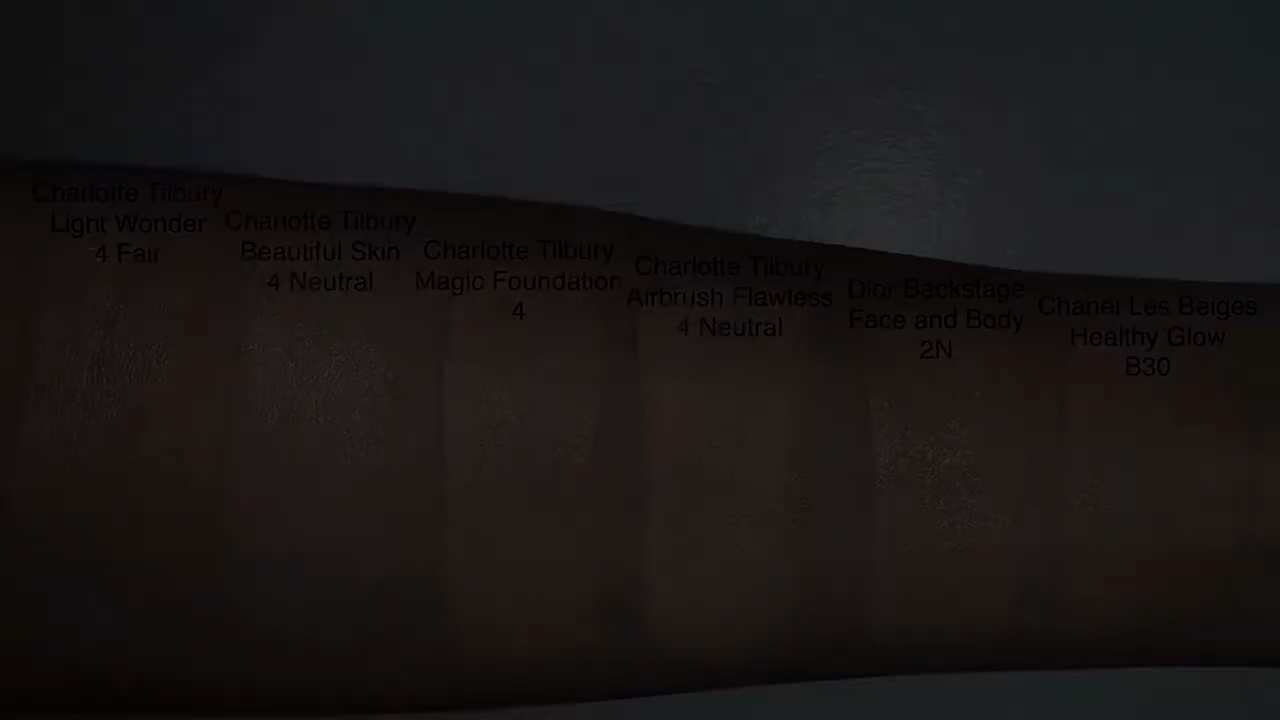 Charlotte Tilbury
Light Wonder
4 Fair
Charlotte Tilbury
Beautiful Skin
4 Neutral
Charlotte Tilbury
Magic Foundation
4
Charlotte Tilbury
Airbrush Flawless
4 Neutral
Dior Backstage
Face and Body
2N
Chanel Les Beiges
Healthy Glow
B30